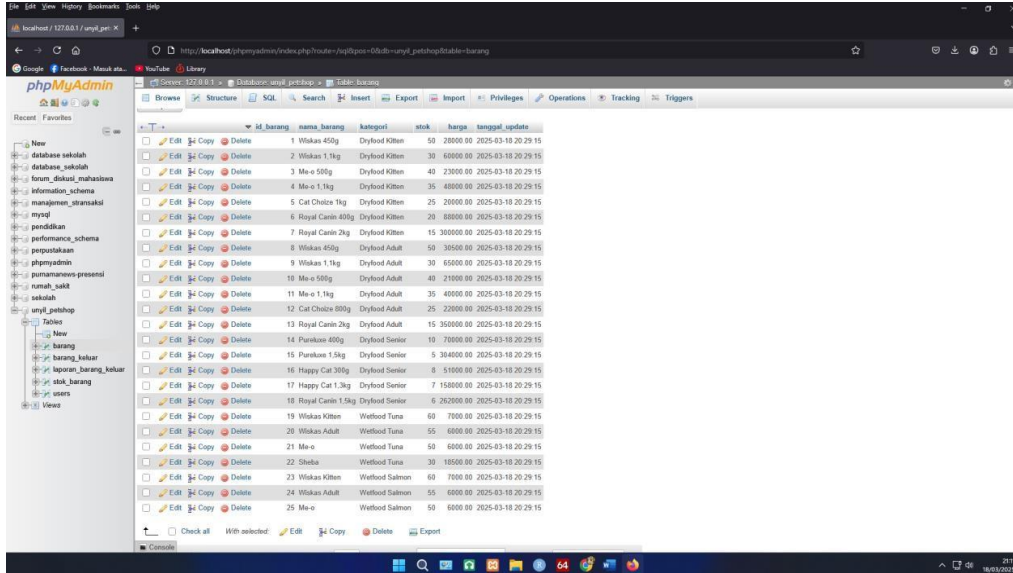 File Edit View History Bookmarks Tools Help
localhost / 127.0.0.1 / unyil_pet
http://localhost/phpmyadmin/index.php?route=/sql&pos=0&db=unyil_petshop&table=barang
Google Facebook - Masuk ata... YouTube Library
phpMyAdmin
Server: 127.0.0.1 » Database: unyil_petshop » Table: barang
Browse Structure SQL Search Insert Export Import Privileges Operations Tracking Triggers
Recent Favorites
New
database sekolah
database_sekolah
forum_diskusi_mahasiswa
information_schema
manajemen_stransaksi
mysql
pendidikan
performance_schema
perpustakaan
phpmyadmin
purnamanews-presensi
rumah_sakit
sekolah
unyil_petshop
Tables
New
barang
barang_keluar
laporan_barang_keluar
stok_barang
users
Views
id_barang nama_barang kategori stok harga tanggal_update
Edit Copy Delete 1 Wiskas 450g Dryfood Kitten 50 28000.00 2025-03-18 20:29:15
Edit Copy Delete 2 Wiskas 1,1kg Dryfood Kitten 30 60000.00 2025-03-18 20:29:15
Edit Copy Delete 3 Me-o 500g Dryfood Kitten 40 23000.00 2025-03-18 20:29:15
Edit Copy Delete 4 Me-o 1,1kg Dryfood Kitten 35 48000.00 2025-03-18 20:29:15
Edit Copy Delete 5 Cat Choize 1kg Dryfood Kitten 25 20000.00 2025-03-18 20:29:15
Edit Copy Delete 6 Royal Canin 400g Dryfood Kitten 20 88000.00 2025-03-18 20:29:15
Edit Copy Delete 7 Royal Canin 2kg Dryfood Kitten 15 300000.00 2025-03-18 20:29:15
Edit Copy Delete 8 Wiskas 450g Dryfood Adult 50 30500.00 2025-03-18 20:29:15
Edit Copy Delete 9 Wiskas 1,1kg Dryfood Adult 30 65000.00 2025-03-18 20:29:15
Edit Copy Delete 10 Me-o 500g Dryfood Adult 40 21000.00 2025-03-18 20:29:15
Edit Copy Delete 11 Me-o 1,1kg Dryfood Adult 35 40000.00 2025-03-18 20:29:15
Edit Copy Delete 12 Cat Choize 800g Dryfood Adult 25 22000.00 2025-03-18 20:29:15
Edit Copy Delete 13 Royal Canin 2kg Dryfood Adult 15 350000.00 2025-03-18 20:29:15
Edit Copy Delete 14 Pureluxe 400g Dryfood Senior 10 70000.00 2025-03-18 20:29:15
Edit Copy Delete 15 Pureluxe 1,5kg Dryfood Senior 5 304000.00 2025-03-18 20:29:15
Edit Copy Delete 16 Happy Cat 300g Dryfood Senior 8 51000.00 2025-03-18 20:29:15
Edit Copy Delete 17 Happy Cat 1,3kg Dryfood Senior 7 158000.00 2025-03-18 20:29:15
Edit Copy Delete 18 Royal Canin 1,5kg Dryfood Senior 6 262000.00 2025-03-18 20:29:15
Edit Copy Delete 19 Wiskas Kitten Wetfood Tuna 60 7000.00 2025-03-18 20:29:15
Edit Copy Delete 20 Wiskas Adult Wetfood Tuna 55 6000.00 2025-03-18 20:29:15
Edit Copy Delete 21 Me-o Wetfood Tuna 50 6000.00 2025-03-18 20:29:15
Edit Copy Delete 22 Sheba Wetfood Tuna 30 18500.00 2025-03-18 20:29:15
Edit Copy Delete 23 Wiskas Kitten Wetfood Salmon 60 7000.00 2025-03-18 20:29:15
Edit Copy Delete 24 Wiskas Adult Wetfood Salmon 55 6000.00 2025-03-18 20:29:15
Edit Copy Delete 25 Me-o Wetfood Salmon 50 6000.00 2025-03-18 20:29:15
Check all With selected: Edit Copy Delete Export
Console
64